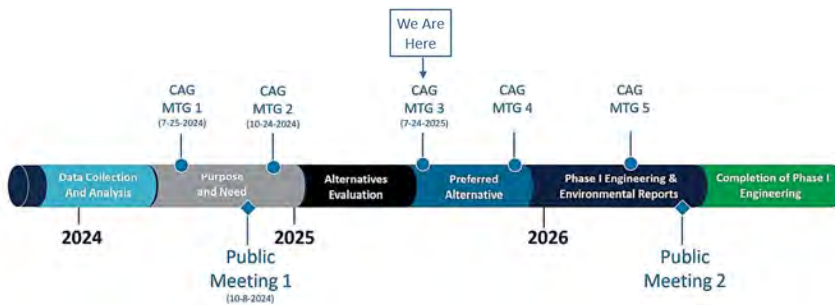 We Are
Here
CAG
MTG 1
(7-25-2024)
CAG
MTG 2
(10-24-2024)
CAG
MTG 3
(7-24-2025)
CAG
MTG 4
CAG
MTG 5
Data Collection
And Analysis
Purpose
and Need
Alternatives
Evaluation
Preferred
Alternative
Phase I Engineering &
Environmental Reports
Completion of Phase I
Engineering
2024
2025
2026
Public
Meeting 1
(10-8-2024)
Public
Meeting 2